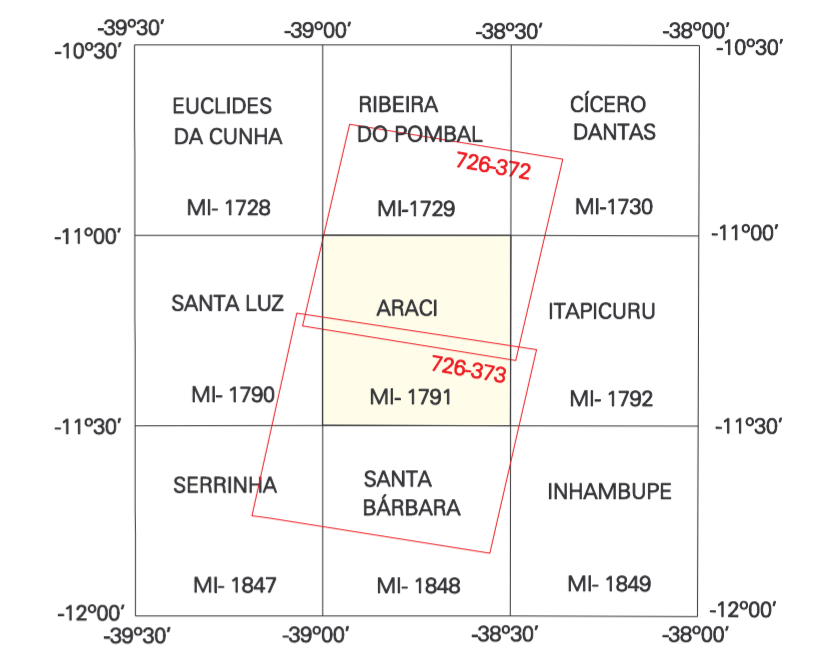 -39º30′ -39º00′ -38º30′ -38º00′
-10º30′ -10º30′
EUCLIDES
DA CUNHA
RIBEIRA
DO POMBAL
CÍCERO
DANTAS
726-372
MI- 1728 MI-1729 MI-1730
-11º00′ -11º00′
SANTA LUZ ARACI ITAPICURU
726-373
MI- 1790 MI- 1791 MI- 1792
-11º30′ -11º30′
SERRINHA
SANTA
BÁRBARA
INHAMBUPE
MI- 1847 MI- 1848 MI- 1849
-12º00′ -12º00′
-39º30′ -39º00′ -38º30′ -38º00′